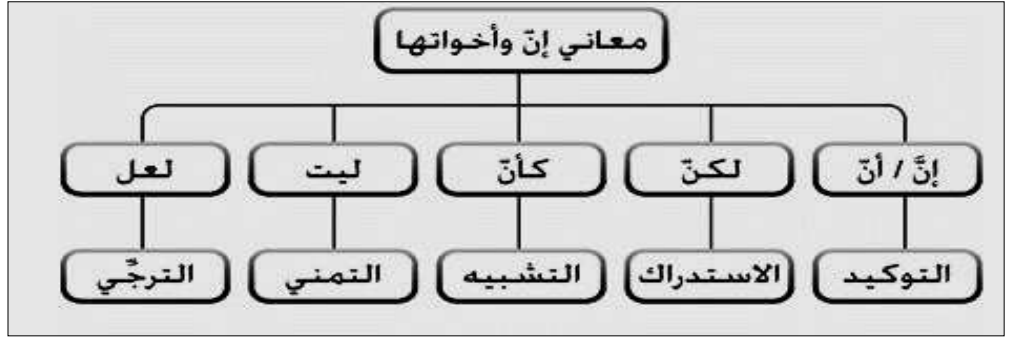 معاني إنّ وأخواتها
إنَّ / أنّ
لكنّ
كأنّ
ليت
لعل
التوكيد
الاستدراك
التشبيه
التمني
الترجّي